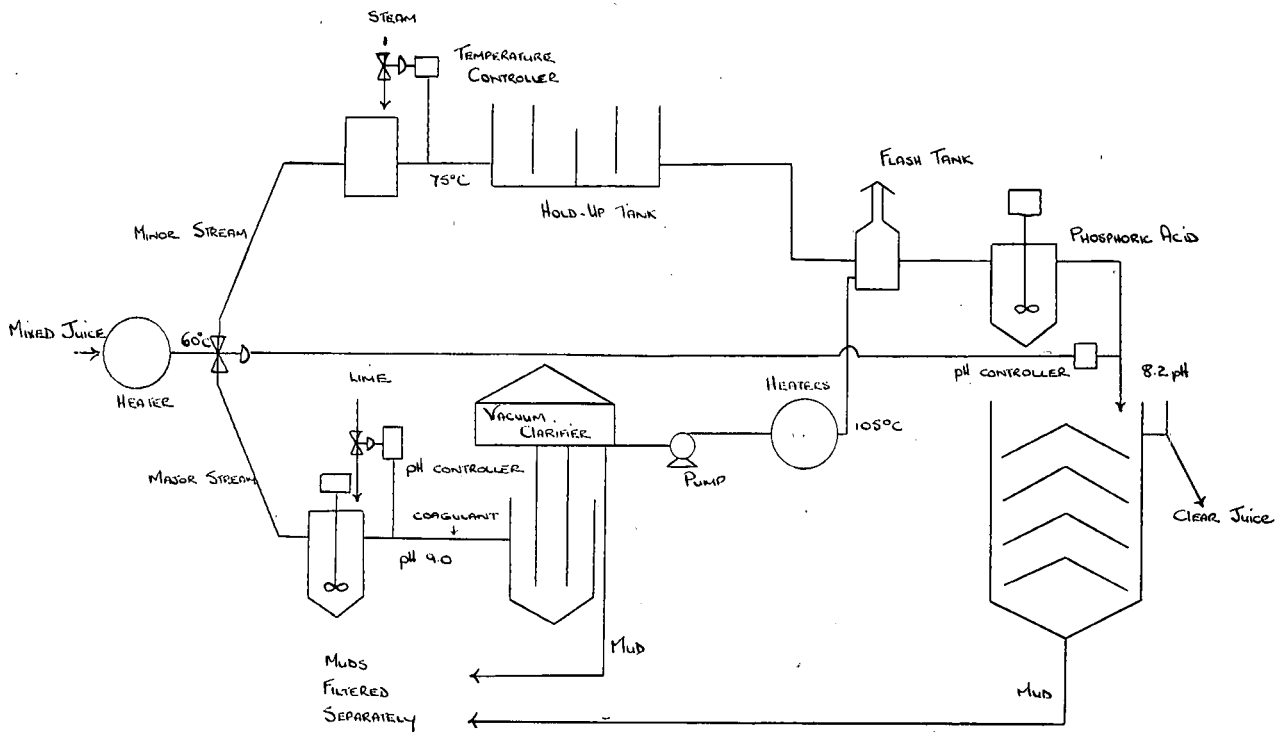 STEAM
TEMPERATURE
CONTROLLER
75°C
HOLD-UP TANK
FLASH TANK
PHOSPHORIC ACID
MINOR STREAM
MIXED JUICE
60°C
HEATER
LIME
pH CONTROLLER
8.2 pH
HEATERS
105°C
VACUUM
CLARIFIER
pH CONTROLLER
PUMP
MAJOR STREAM
COAGULANT
pH 9.0
CLEAR JUICE
MUD
MUDS
FILTERED
SEPARATELY
MUD